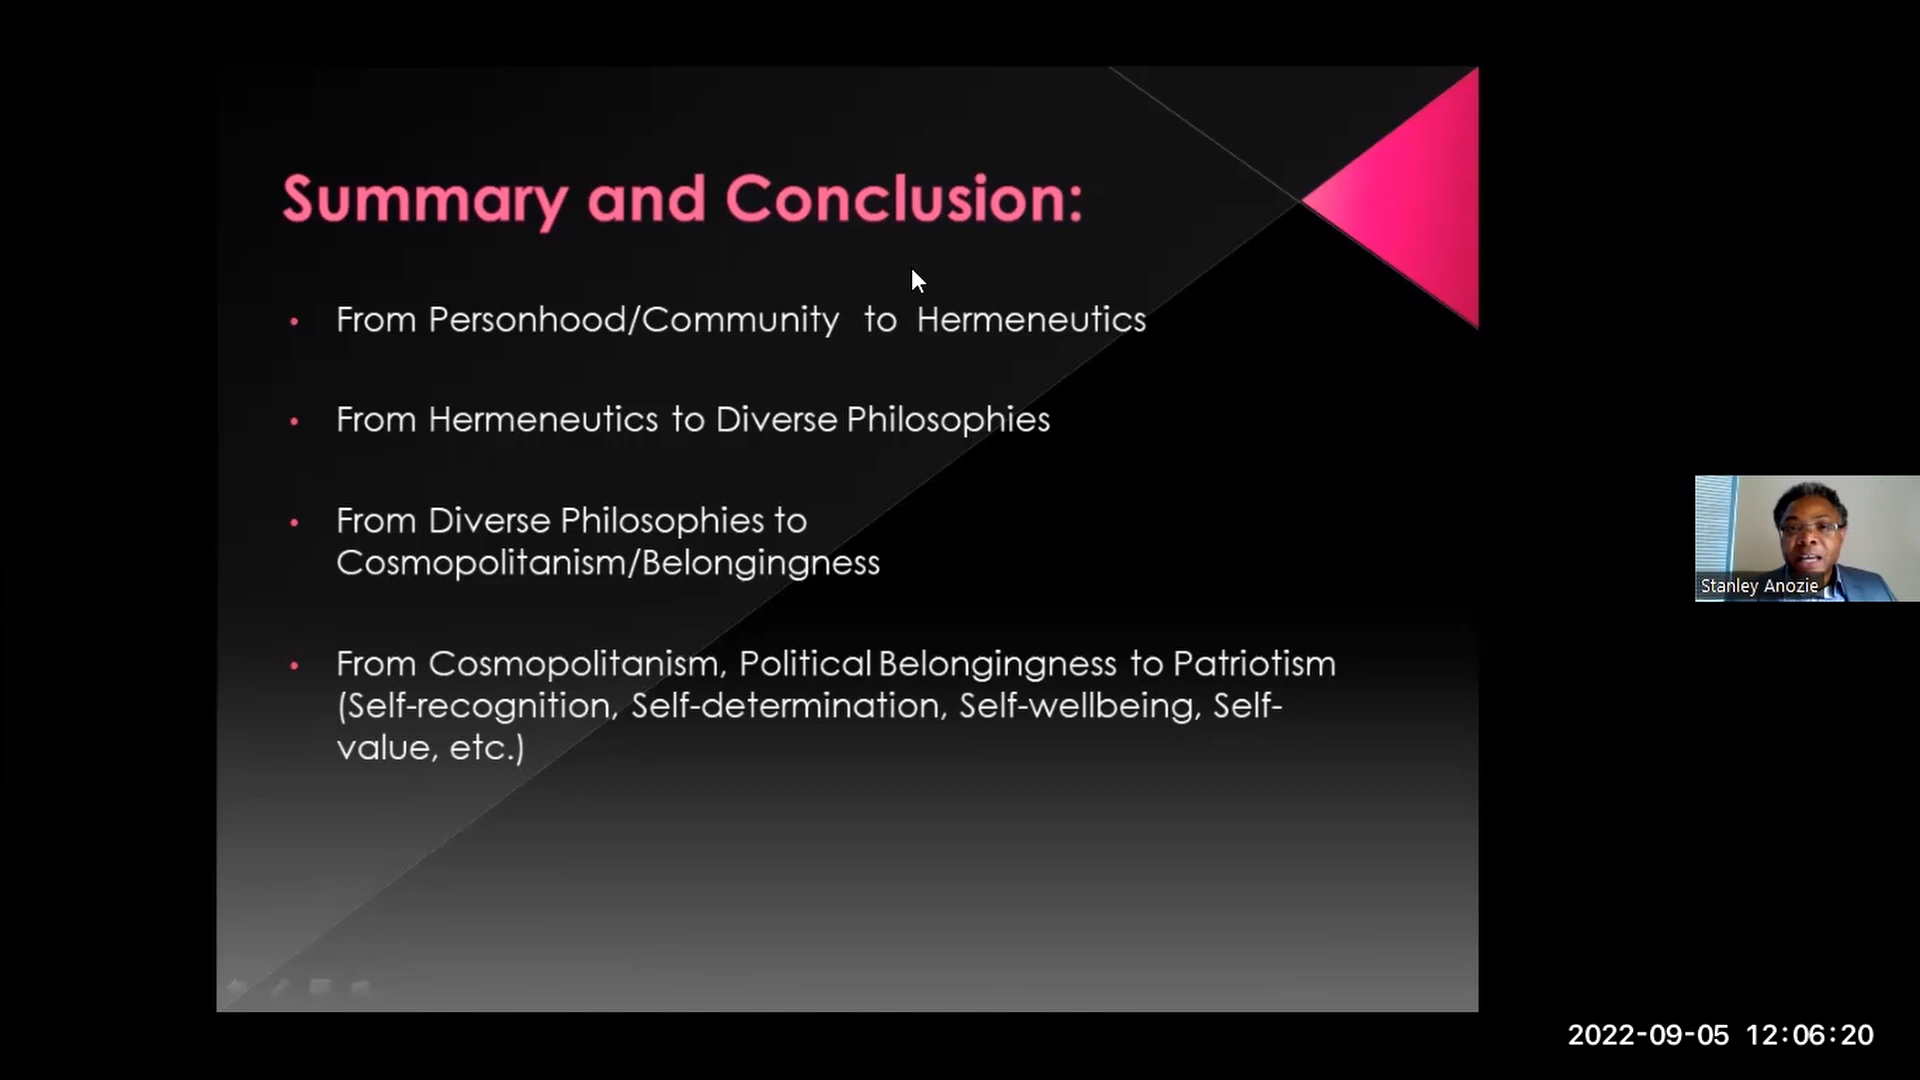 Summary and Conclusion:
From Personhood/Community to Hermeneutics
From Hermeneutics to Diverse Philosophies
From Diverse Philosophies to
Cosmopolitanism/Belongingness
From Cosmopolitanism, Political Belongingness to Patriotism
(Self-recognition, Self-determination, Self-wellbeing, Self-
value, etc.)
Stanley Anozie
2022-09-05 12:06:20